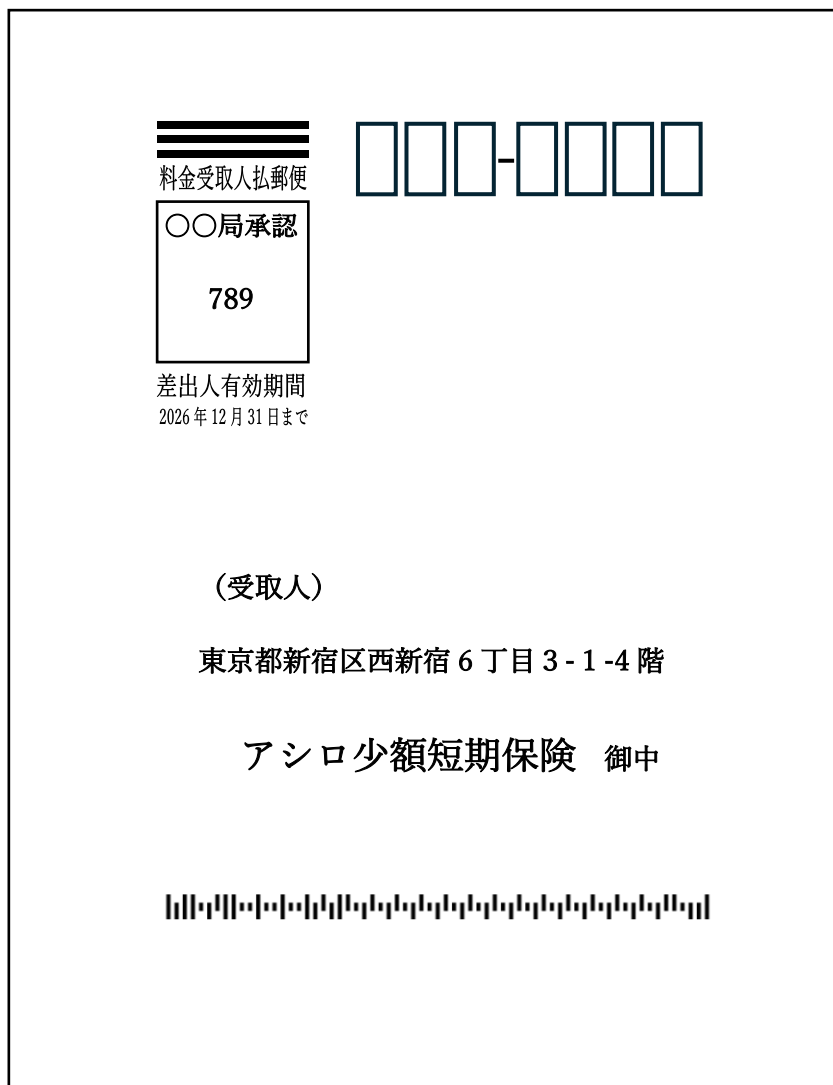 料金受取人払郵便
〇〇局承認
789
差出人有効期間
2026年12月31日まで
（受取人）
東京都新宿区西新宿6丁目3-1-4階
アシロ少額短期保険 御中